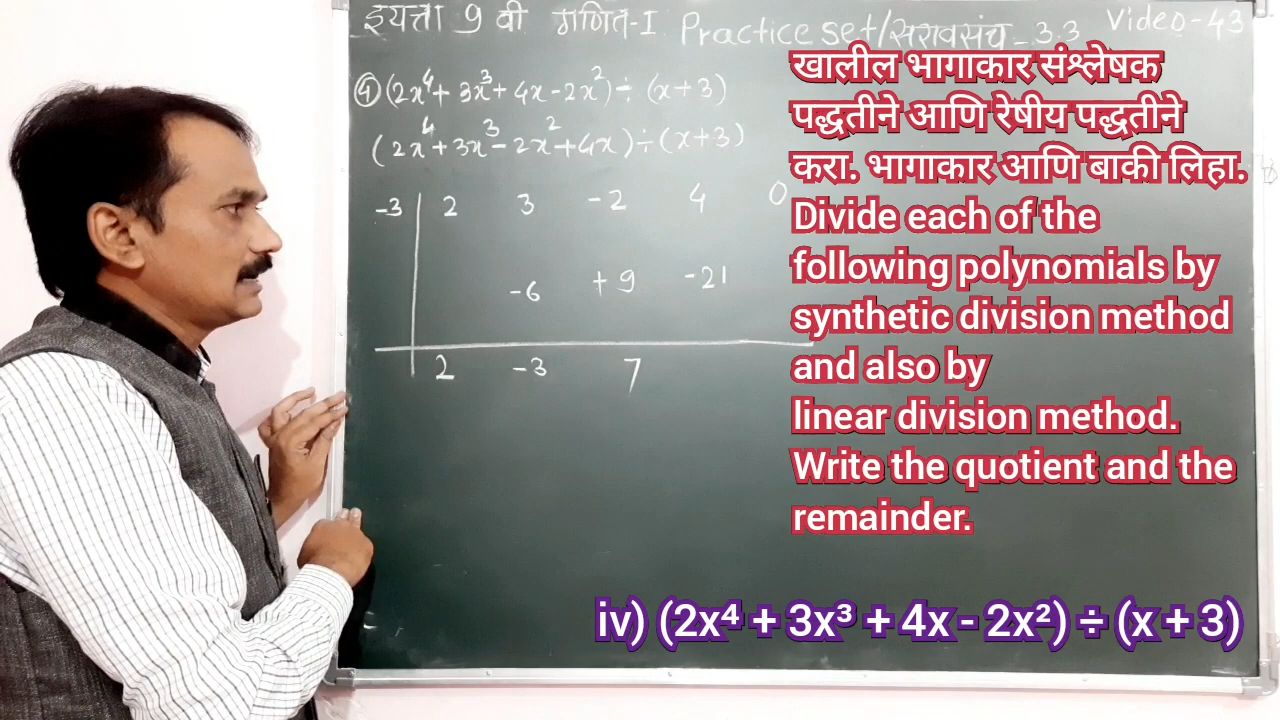 इयत्ता 9 वी गणित-I Practice set/सरावसंच - 3.3 Video-43
④ (2x⁴ + 3x³ + 4x - 2x²) ÷ (x + 3)
(2x⁴ + 3x³ - 2x² + 4x) ÷ (x + 3)
-3 2 3 -2 4 0
-6 +9 -21
2 -3 7
खालील भागाकार संश्लेषक
पद्धतीने आणि रेषीय पद्धतीने
करा. भागाकार आणि बाकी लिहा.
Divide each of the
following polynomials by
synthetic division method
and also by
linear division method.
Write the quotient and the
remainder.
iv) (2x⁴ + 3x³ + 4x - 2x²) ÷ (x + 3)